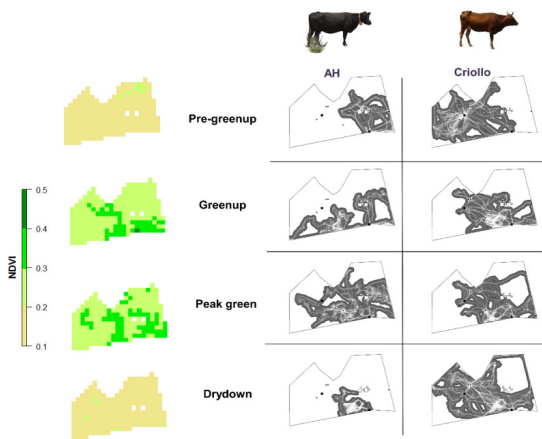 AH
Criollo
Pre-greenup
Greenup
Peak green
Drydown
NDVI
0.5
0.4
0.3
0.2
0.1